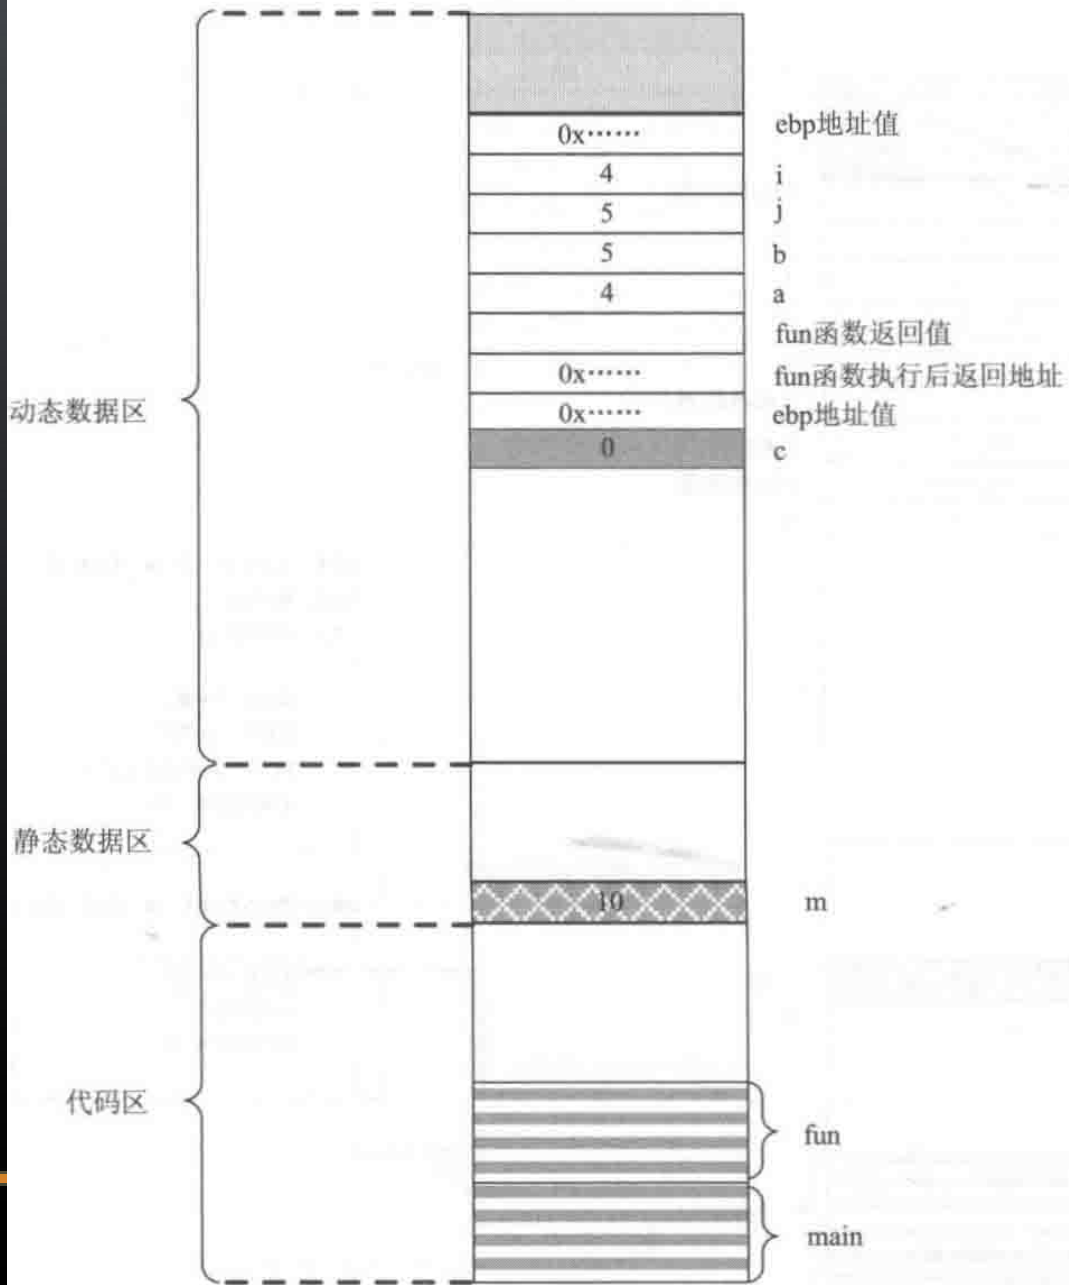 0x…… ebp地址值
4 i
5 j
5 b
4 a
fun函数返回值
0x…… fun函数执行后返回地址
动态数据区
0x…… ebp地址值
0 c
静态数据区
10 m
代码区
fun
main